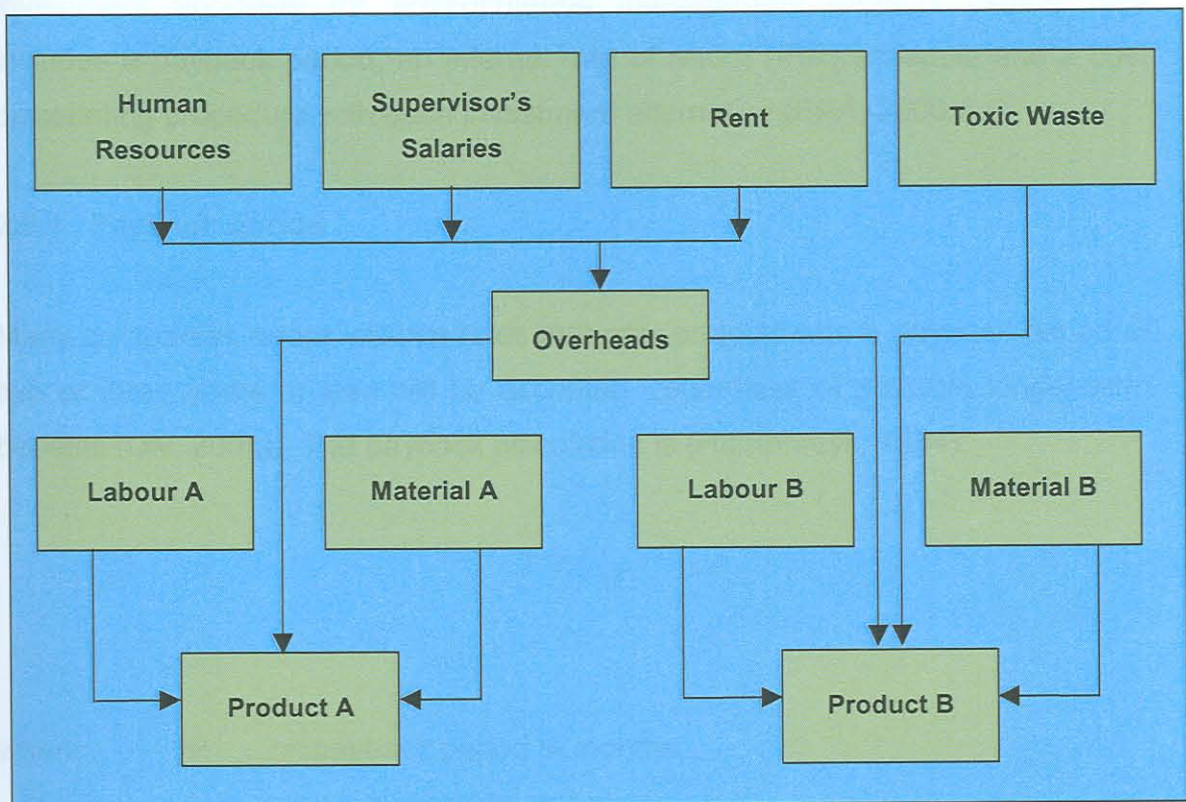 Human
Resources
Supervisor's
Salaries
Rent
Toxic Waste
Overheads
Labour A
Material A
Labour B
Material B
Product A
Product B